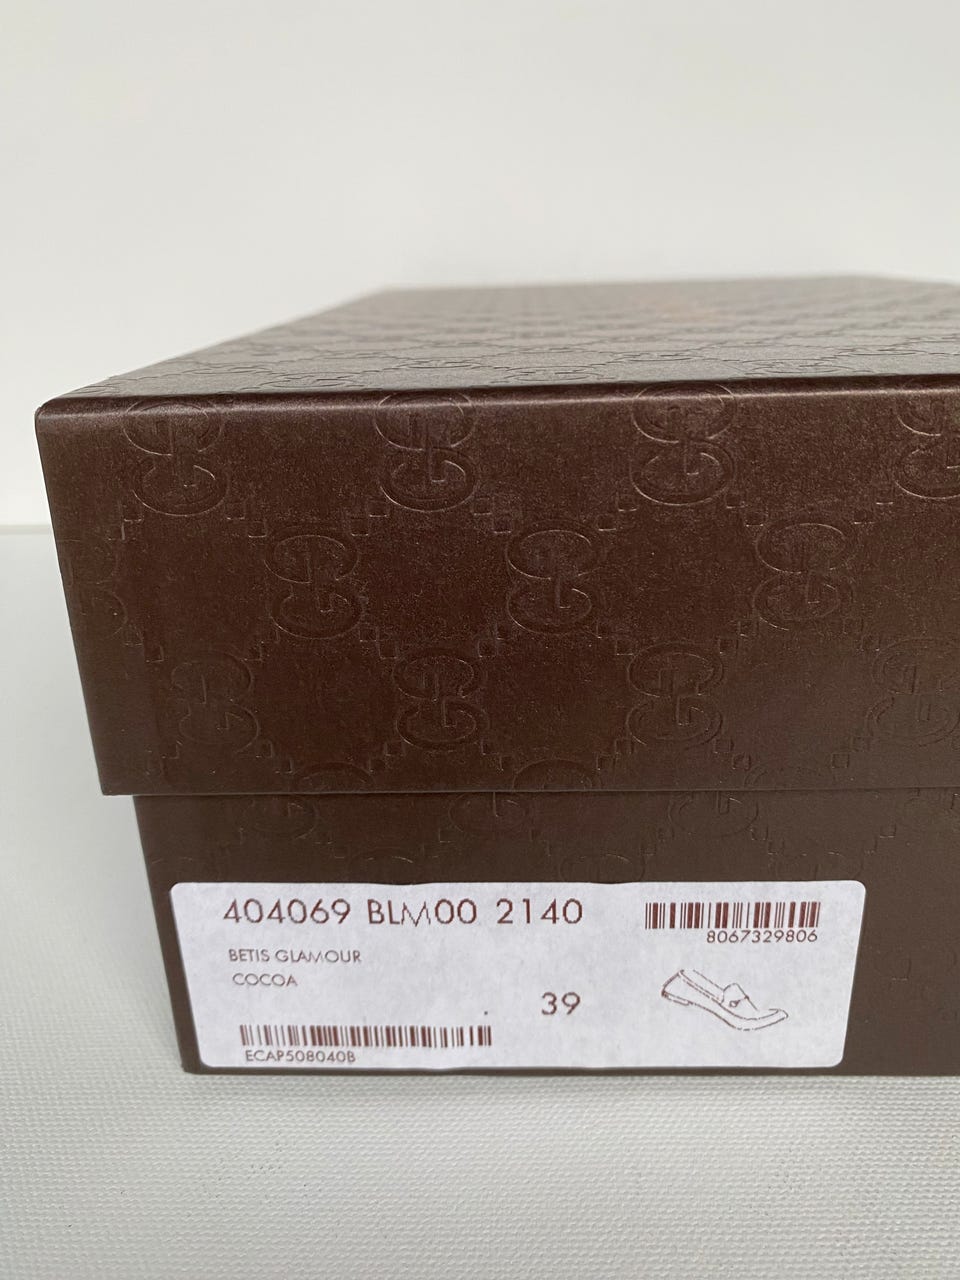 404069 BLM00 2140
8067329806
BETIS GLAMOUR
COCOA
39
ECAP508040B